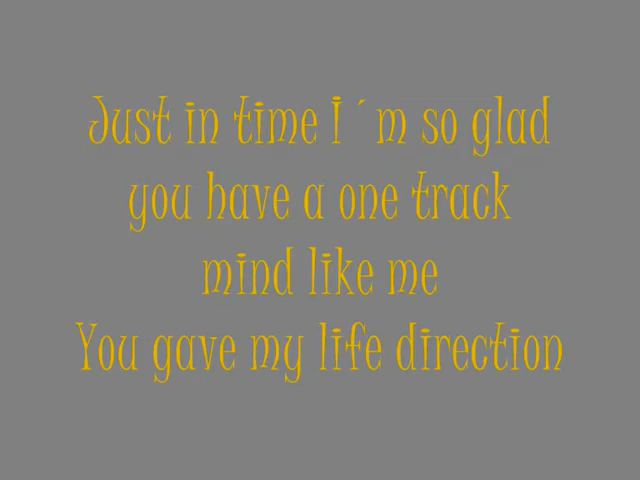 Just in time I´m so glad
you have a one track
mind like me
You gave my life direction